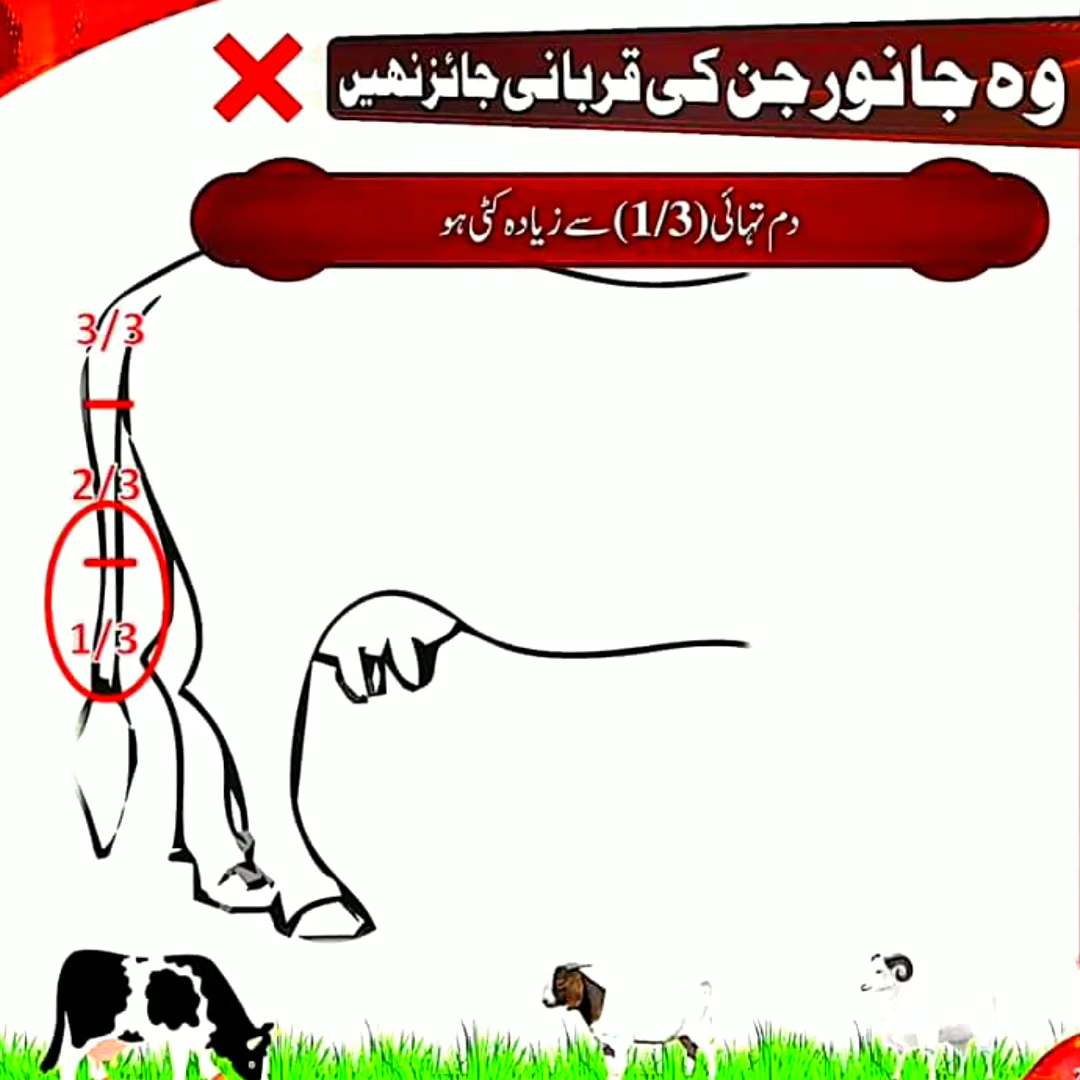 وہ جانور جن کی قربانی جائز نھیں
دم تہائی (1/3) سے زیادہ کٹی ہو
3/3
2/3
1/3